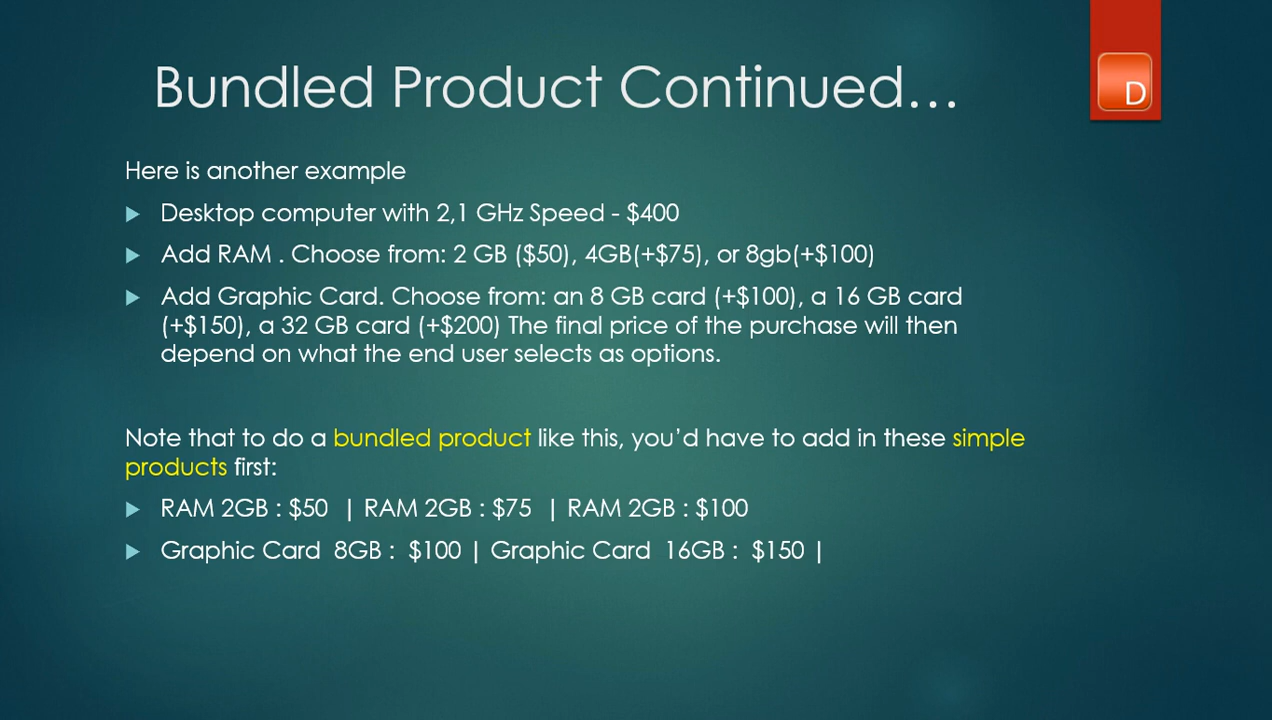 Bundled Product Continued...
D
Here is another example
Desktop computer with 2,1 GHz Speed - $400
Add RAM . Choose from: 2 GB ($50), 4GB(+$75), or 8gb(+$100)
Add Graphic Card. Choose from: an 8 GB card (+$100), a 16 GB card
(+$150), a 32 GB card (+$200) The final price of the purchase will then
depend on what the end user selects as options.
Note that to do a bundled product like this, you’d have to add in these simple
products first:
RAM 2GB : $50 | RAM 2GB : $75 | RAM 2GB : $100
Graphic Card 8GB : $100 | Graphic Card 16GB : $150 |